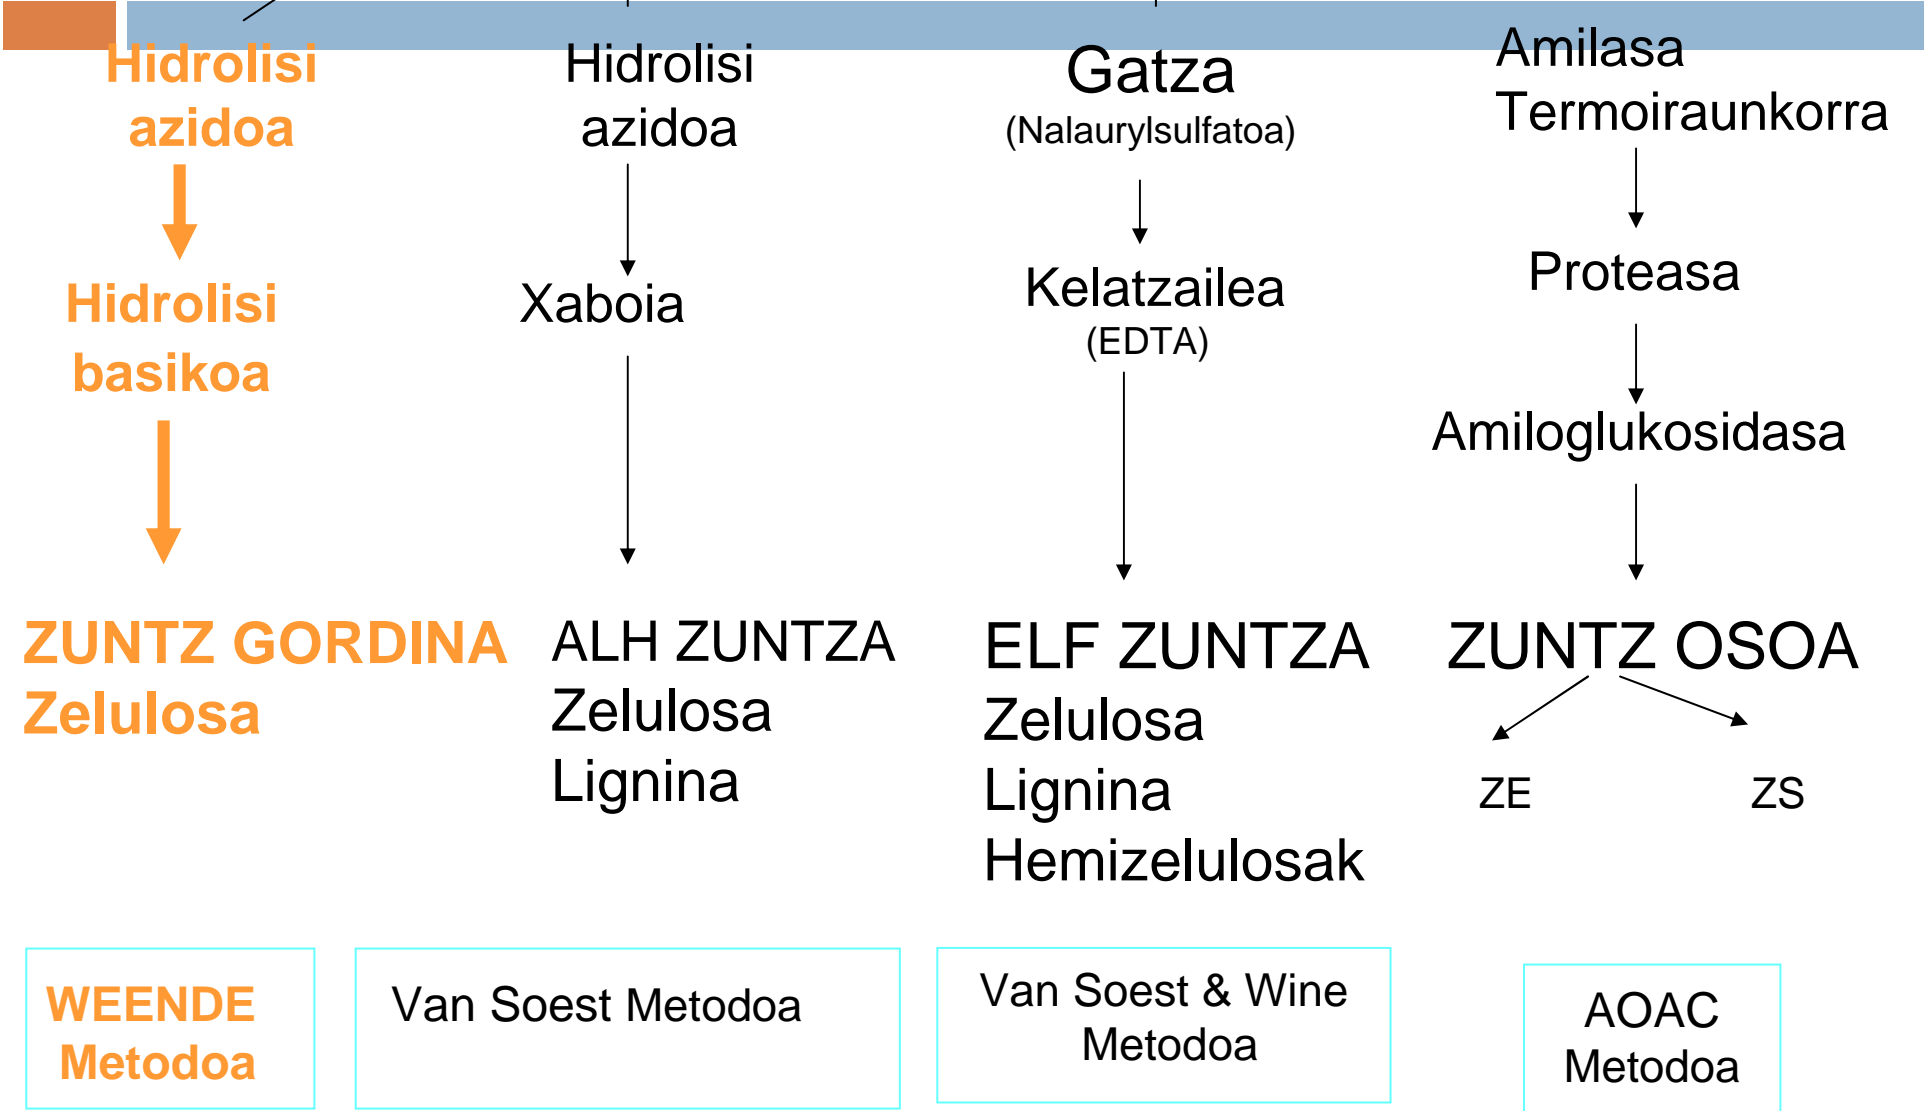 Hidrolisi
azidoa
Hidrolisi
basikoa
ZUNTZ GORDINA
Zelulosa
WEENDE
Metodoa
Hidrolisi
azidoa
Xaboia
ALH ZUNTZA
Zelulosa
Lignina
Van Soest Metodoa
Gatza
(Nalaurylsulfatoa)
Kelatzailea
(EDTA)
ELF ZUNTZA
Zelulosa
Lignina
Hemizelulosak
Van Soest & Wine
Metodoa
Amilasa
Termoiraunkorra
Proteasa
Amiloglukosidasa
ZUNTZ OSOA
ZE
ZS
AOAC
Metodoa